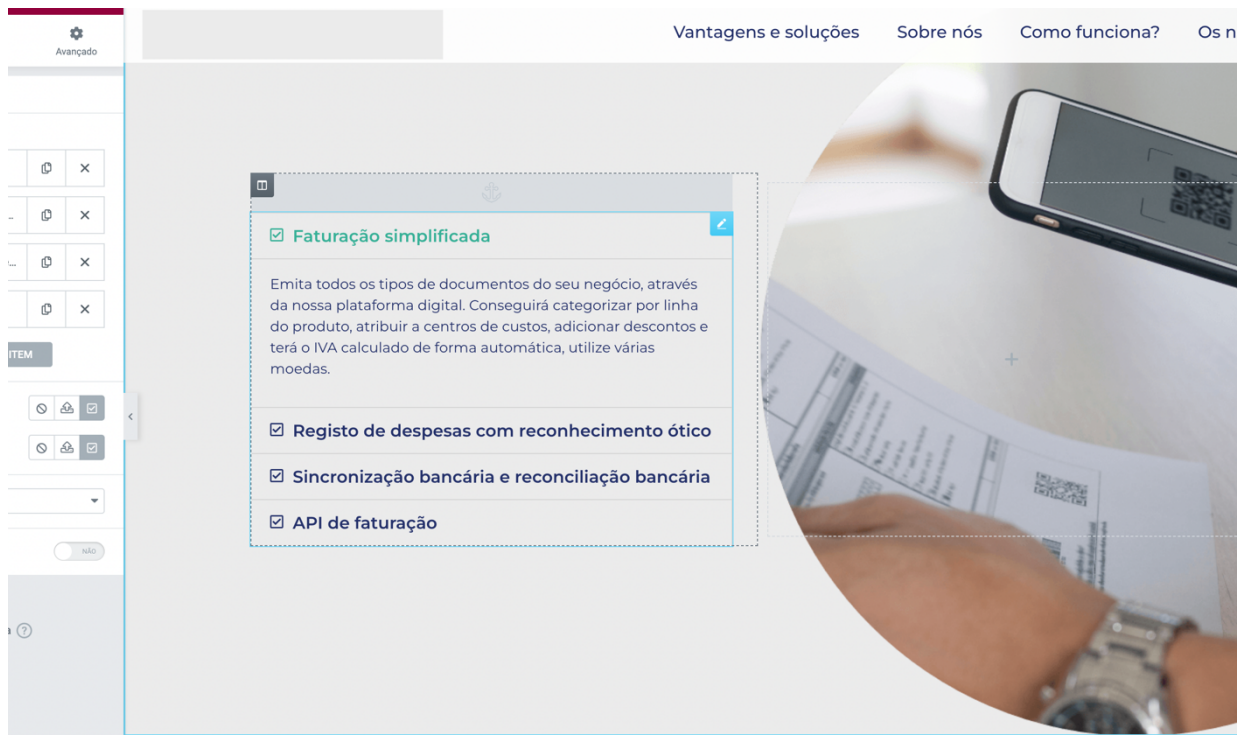 Avançado
Vantagens e soluções
Sobre nós
Como funciona?
Os n
ITEM
NÃO
Faturação simplificada
Emita todos os tipos de documentos do seu negócio, através
da nossa plataforma digital. Conseguirá categorizar por linha
do produto, atribuir a centros de custos, adicionar descontos e
terá o IVA calculado de forma automática, utilize várias
moedas.
Registo de despesas com reconhecimento ótico
Sincronização bancária e reconciliação bancária
API de faturação